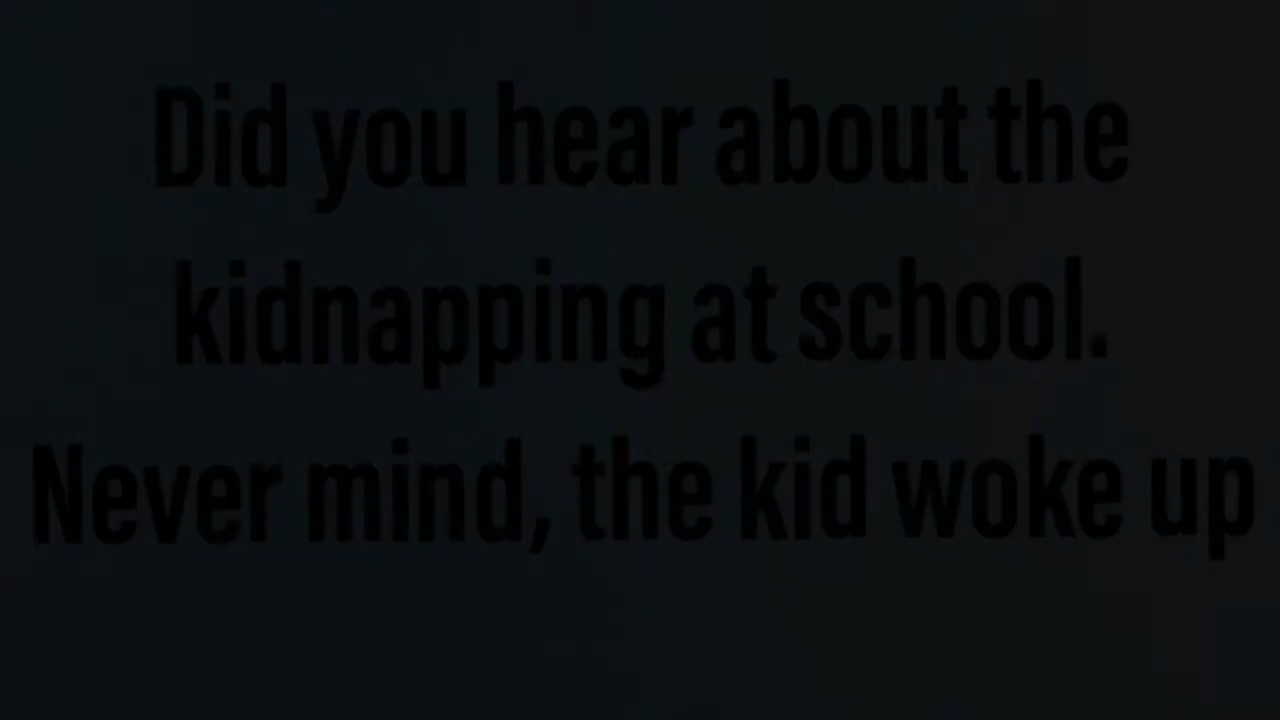 Did you hear about the
kidnapping at school.
Never mind, the kid woke up